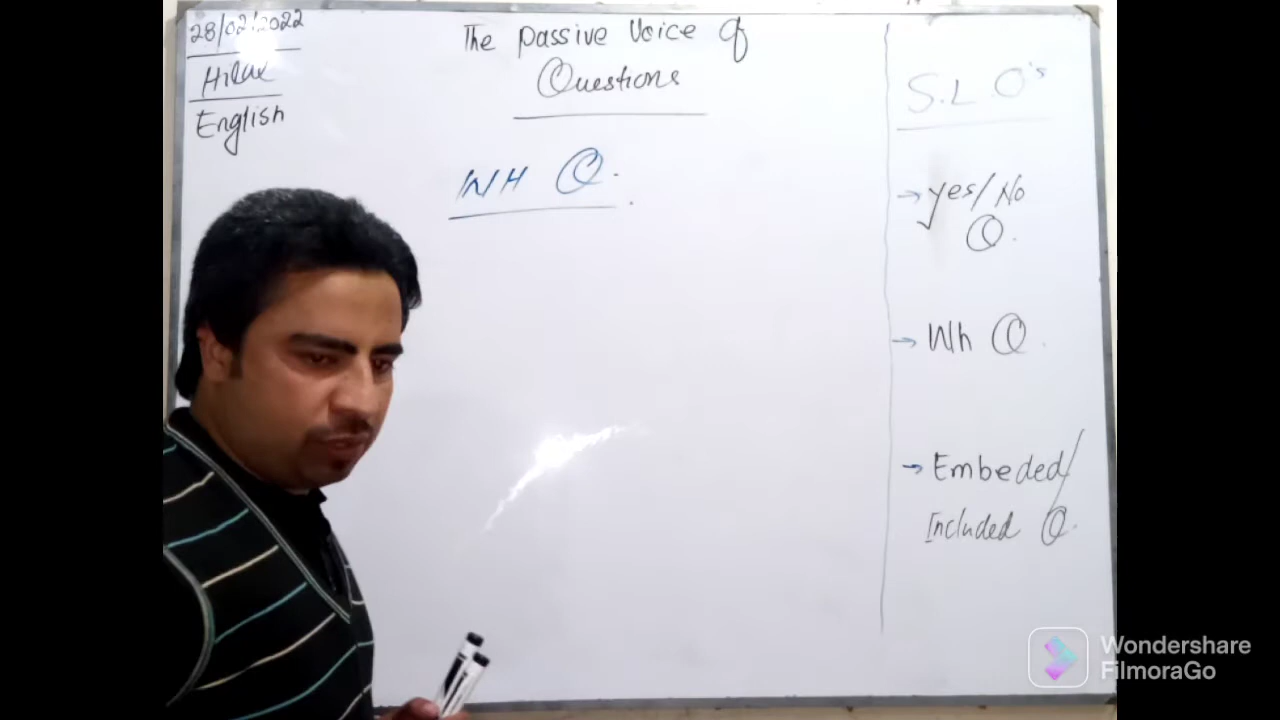 28/02/2022
Hilal
English
The Passive Voice of
Questions
WH Q.
S.L O's
→ Yes/No
Q.
→ Wh Q.
→ Embeded/
Included Q.
Wondershare
FilmoraGo